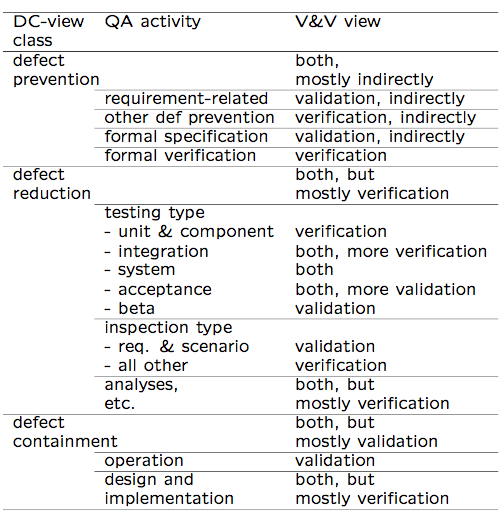 DC-view QA activity V&V view
class
defect both,
prevention mostly indirectly
requirement-related validation, indirectly
other def prevention verification, indirectly
formal specification validation, indirectly
formal verification verification
defect both, but
reduction mostly verification
testing type
- unit & component verification
- integration both, more verification
- system both
- acceptance both, more validation
- beta validation
inspection type
- req. & scenario validation
- all other verification
analyses, both, but
etc. mostly verification
defect both, but
containment mostly validation
operation validation
design and both, but
implementation mostly verification